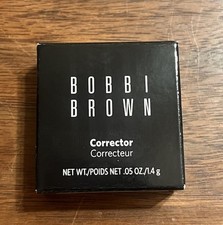 BOBBI
BROWN
Corrector
Correcteur
NET WT./POIDS NET .05 OZ./1.4 g